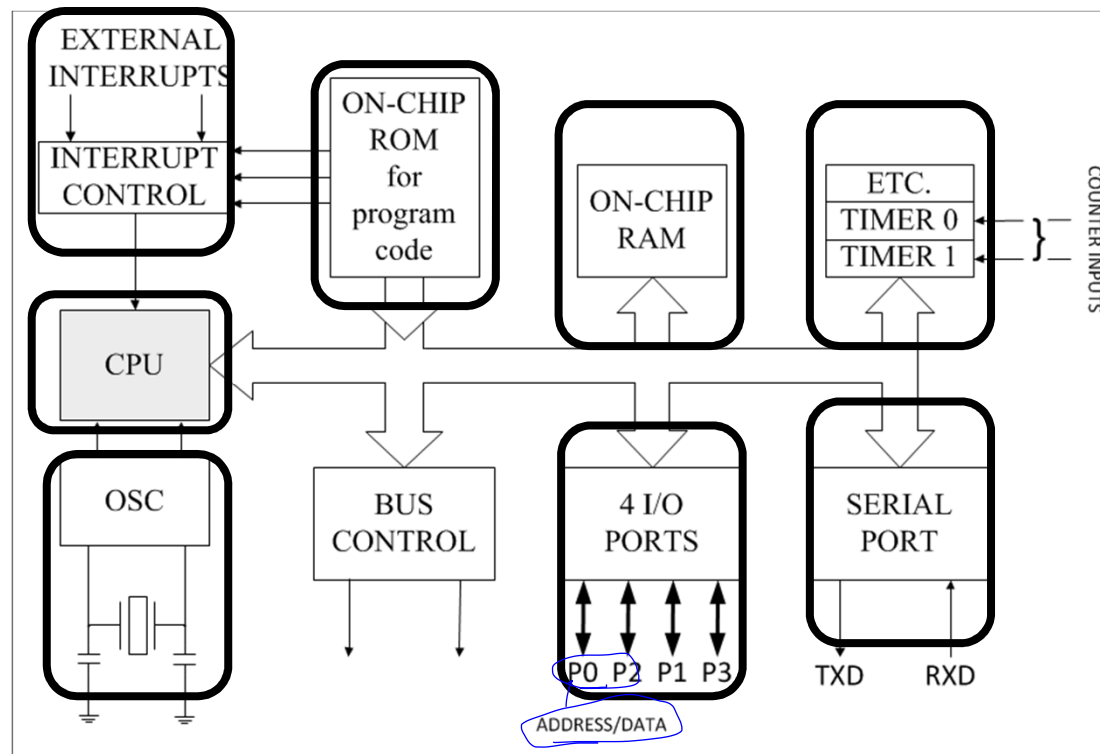 EXTERNAL
INTERRUPTS
INTERRUPT
CONTROL
ON-CHIP
ROM
for
program
code
ON-CHIP
RAM
ETC.
TIMER 0
TIMER 1
COUNTER INPUTS
CPU
OSC
BUS
CONTROL
4 I/O
PORTS
P0 P2 P1 P3
ADDRESS/DATA
SERIAL
PORT
TXD RXD